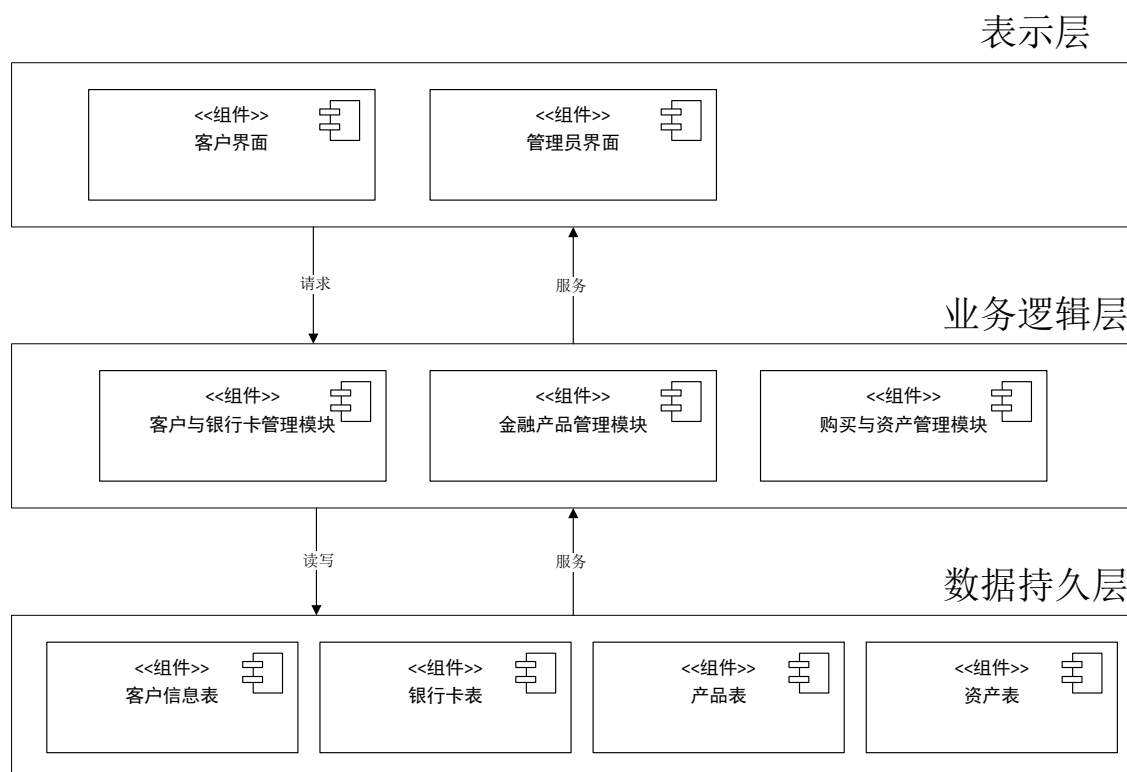 表示层
<<组件>>
客户界面
<<组件>>
管理员界面
请求
服务
业务逻辑层
<<组件>>
客户与银行卡管理模块
<<组件>>
金融产品管理模块
<<组件>>
购买与资产管理模块
读写
服务
数据持久层
<<组件>>
客户信息表
<<组件>>
银行卡表
<<组件>>
产品表
<<组件>>
资产表